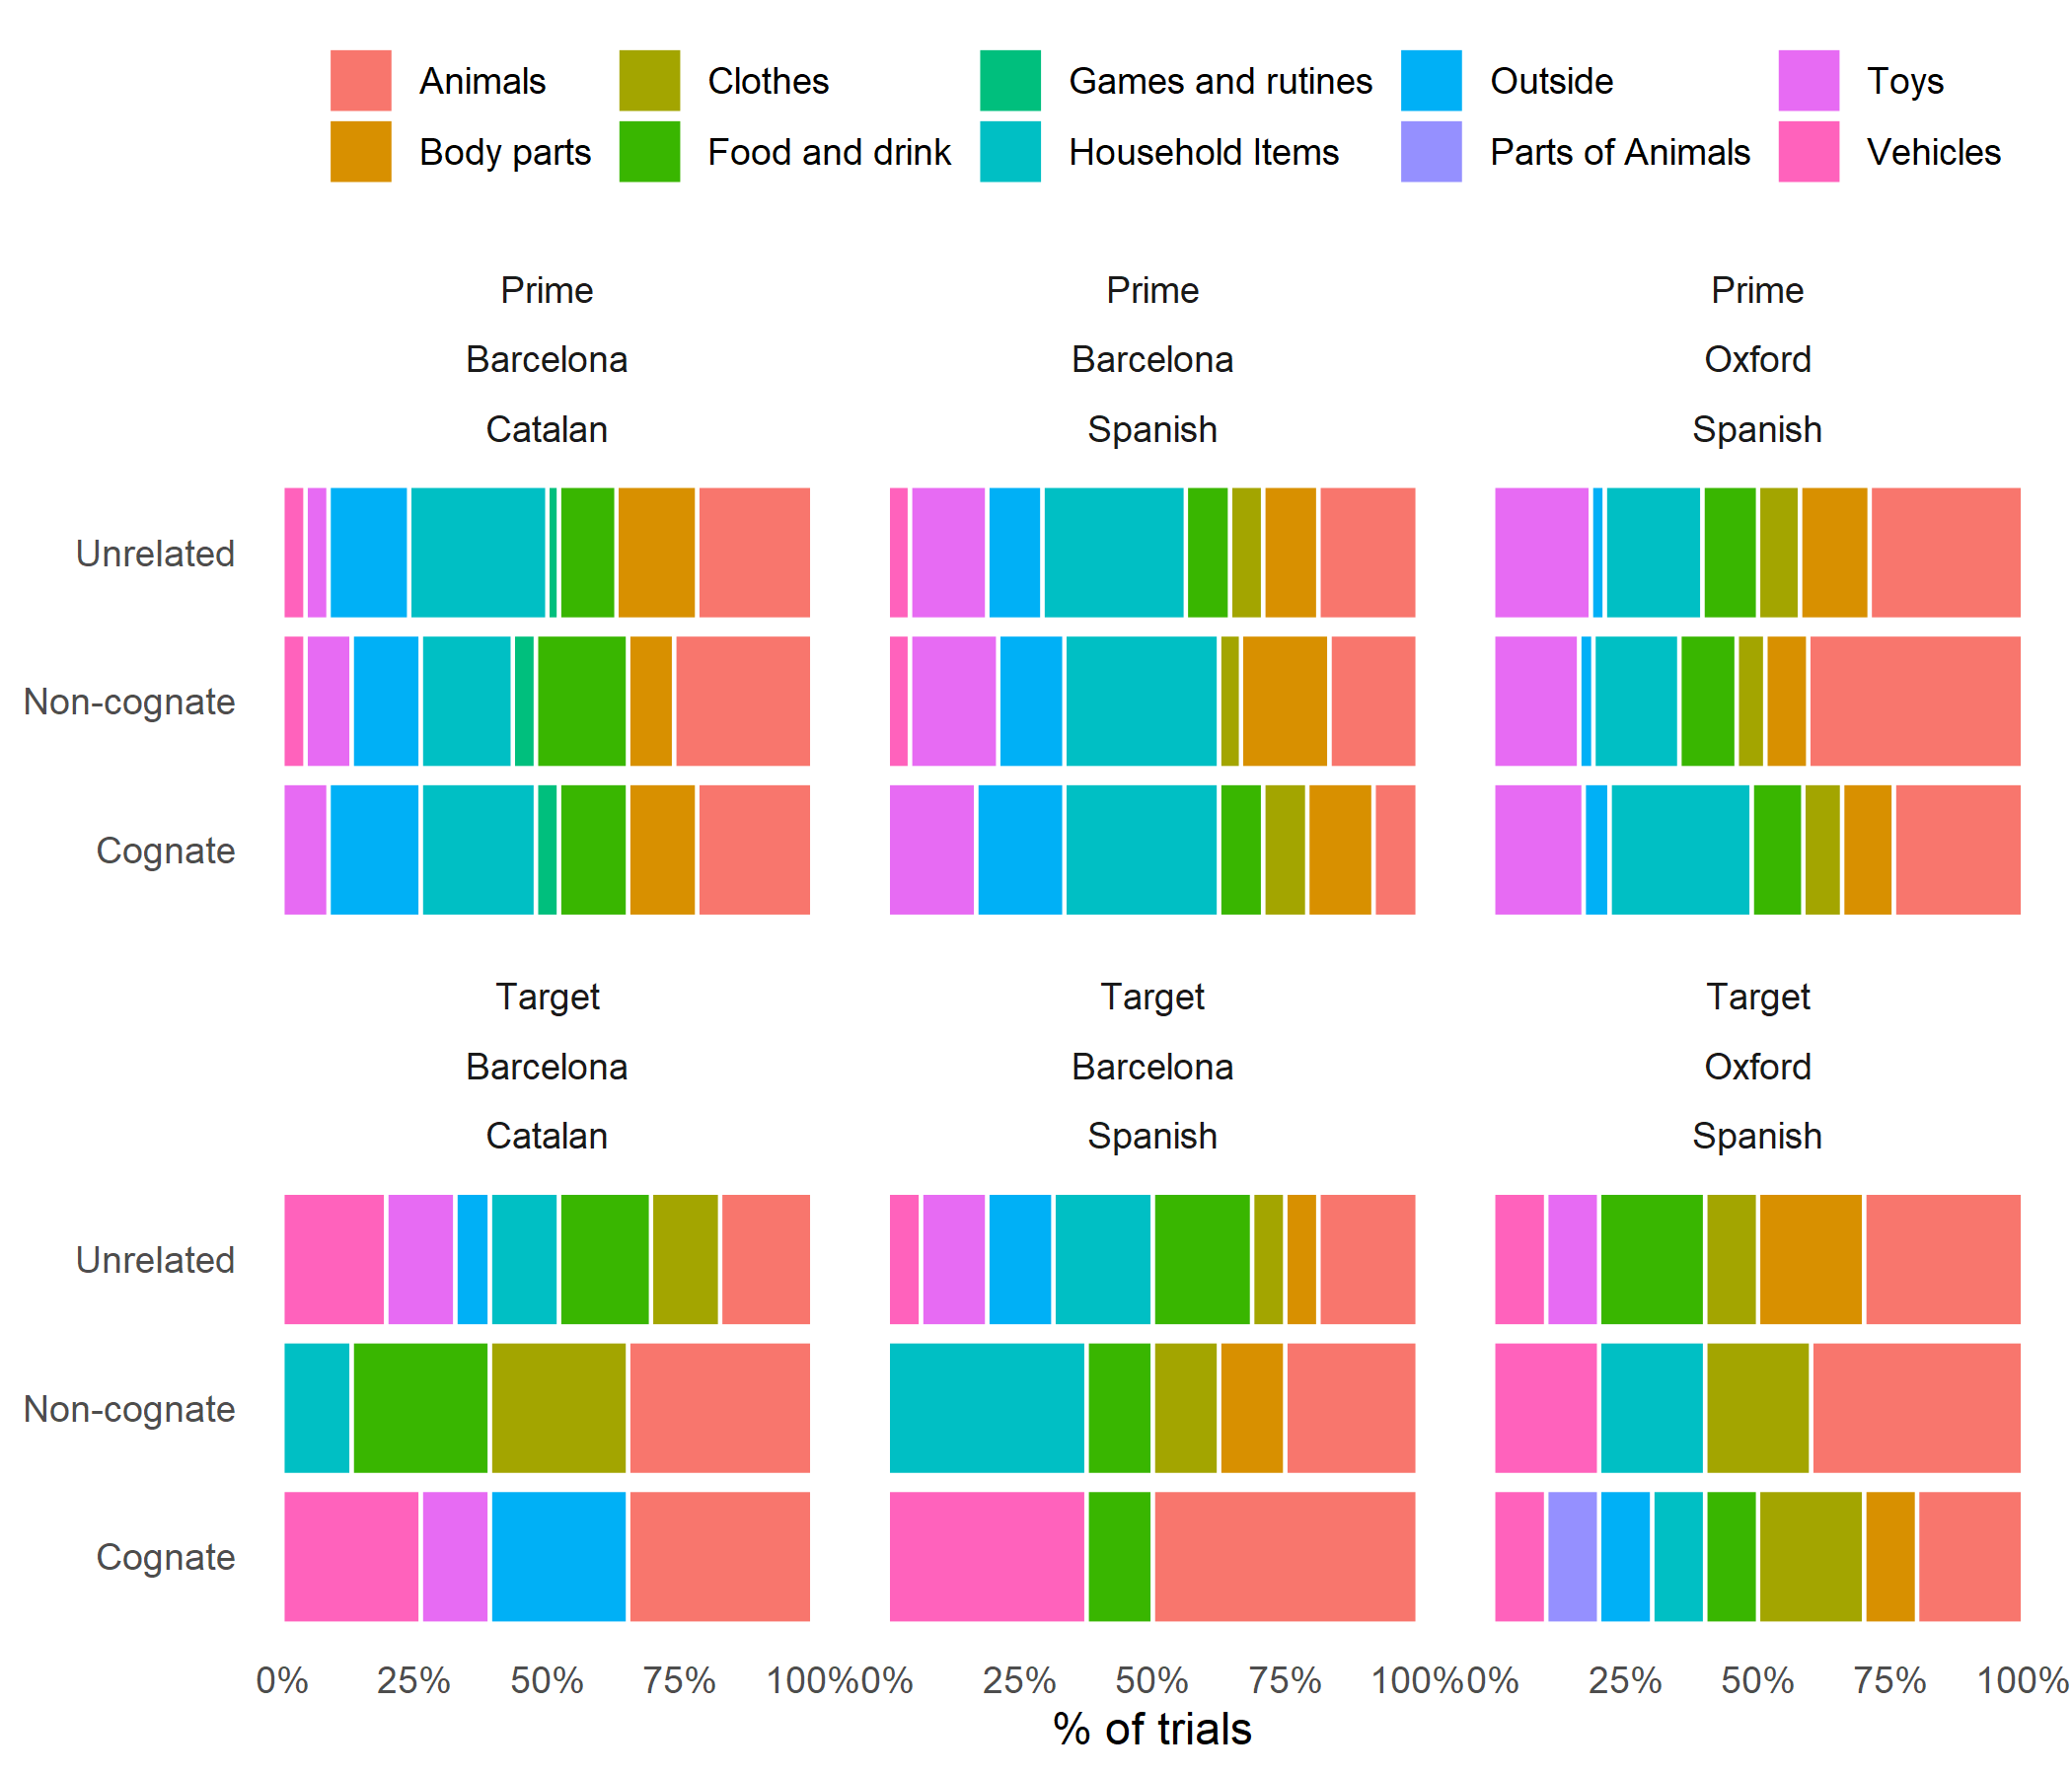 Animals Clothes Games and rutines Outside Toys
Body parts Food and drink Household Items Parts of Animals Vehicles
Prime Prime Prime
Barcelona Barcelona Oxford
Catalan Spanish Spanish
Unrelated
Non-cognate
Cognate
Target Target Target
Barcelona Barcelona Oxford
Catalan Spanish Spanish
Unrelated
Non-cognate
Cognate
0% 25% 50% 75% 100% 0% 25% 50% 75% 100% 0% 25% 50% 75% 100%
% of trials